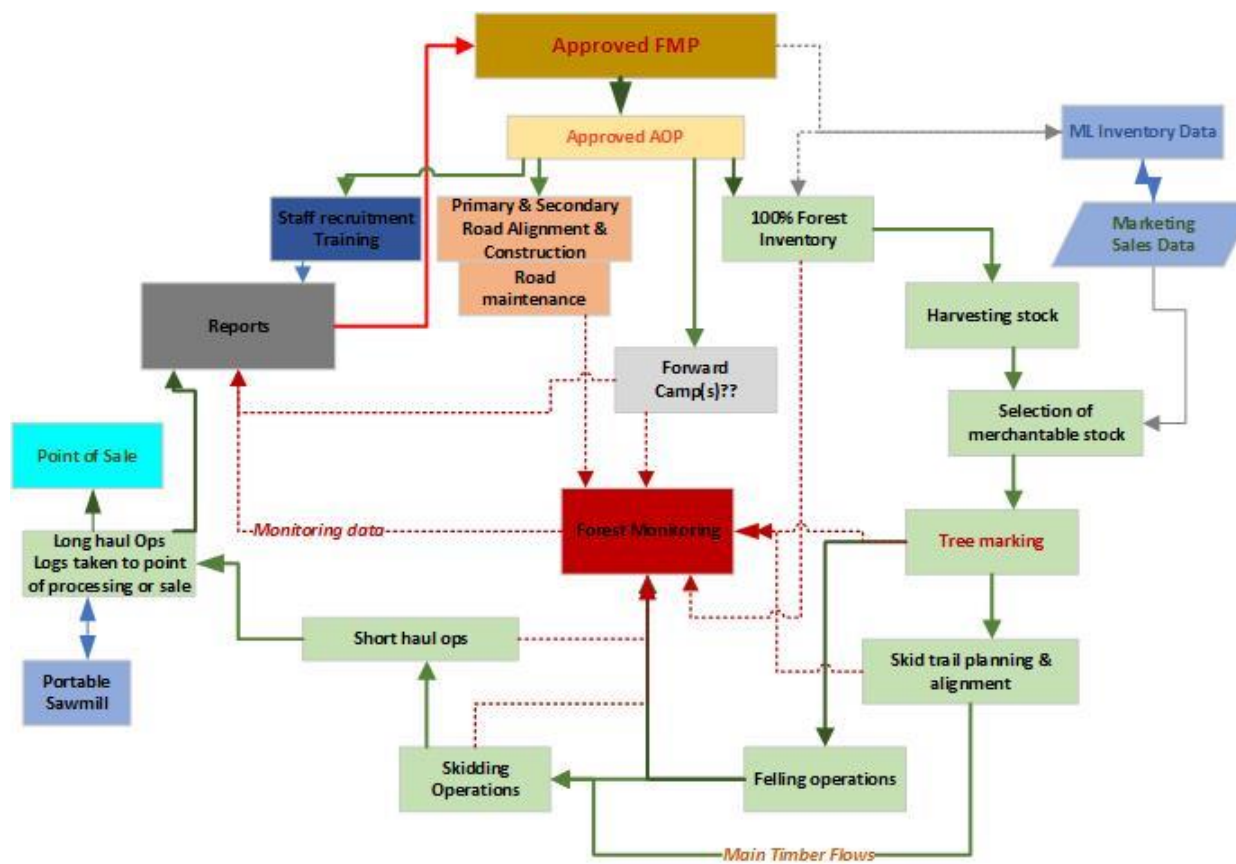 Approved FMP
Approved AOP
ML Inventory Data
Staff recruitment
Training
Primary & Secondary
Road Alignment &
Construction
Road
maintenance
100% Forest
Inventory
Marketing
Sales Data
Reports
Harvesting stock
Forward
Camp(s)??
Selection of
merchantable stock
Point of Sale
Monitoring data
Forest Monitoring
Tree marking
Long haul Ops
Logs taken to point
of processing or sale
Short haul ops
Skid trail planning &
alignment
Portable
Sawmill
Skidding
Operations
Felling operations
Main Timber Flows